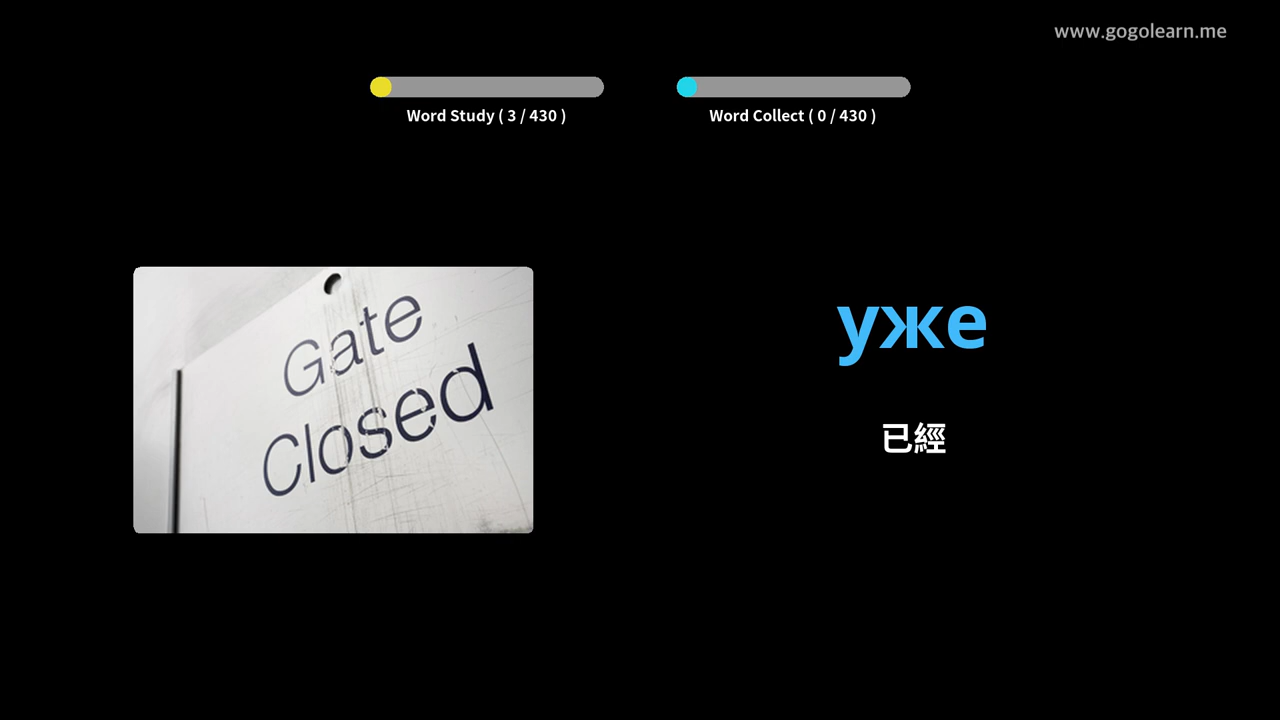 www.gogolearn.me
Word Study ( 3 / 430 )
Word Collect ( 0 / 430 )
Gate
Closed
уже
已經